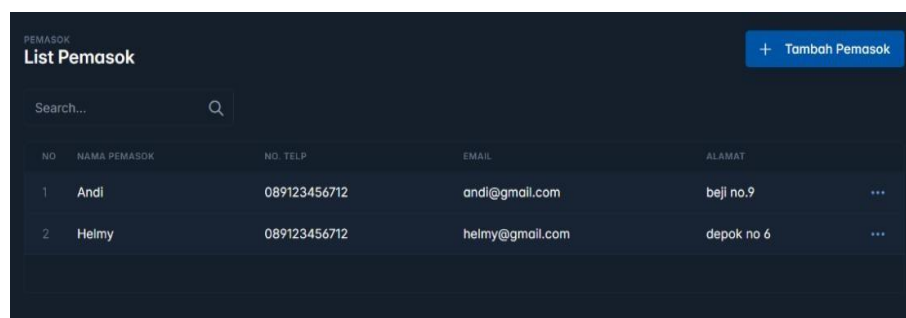 PEMASOK
List Pemasok
+ Tambah Pemasok
Search...
NO NAMA PEMASOK NO. TELP EMAIL ALAMAT
1 Andi 089123456712 andi@gmail.com beji no.9 ...
2 Helmy 089123456712 helmy@gmail.com depok no 6 ...